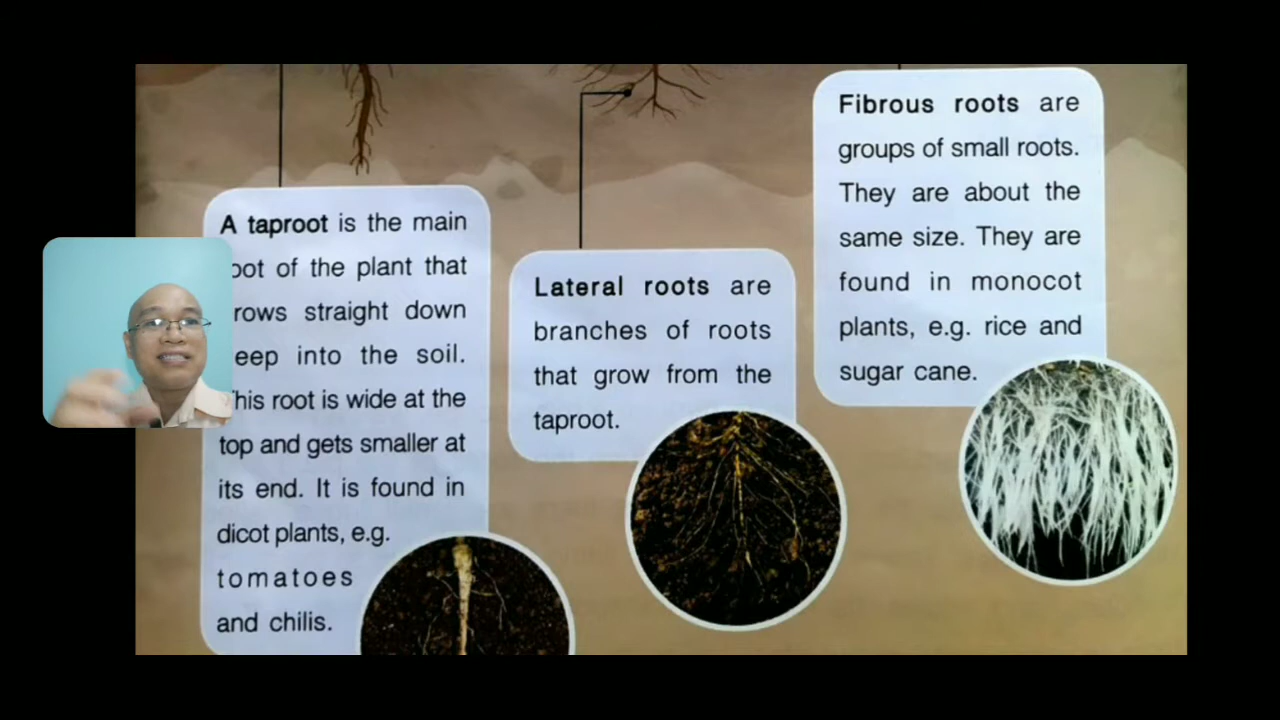 A taproot is the main
of the plant that
straight down
into the soil.
This root is wide at the
top and gets smaller at
its end. It is found in
dicot plants, e.g.
tomatoes
and chilis.
Lateral roots are
branches of roots
that grow from the
taproot.
Fibrous roots are
groups of small roots.
They are about the
same size. They are
found in monocot
plants, e.g. rice and
sugar cane.